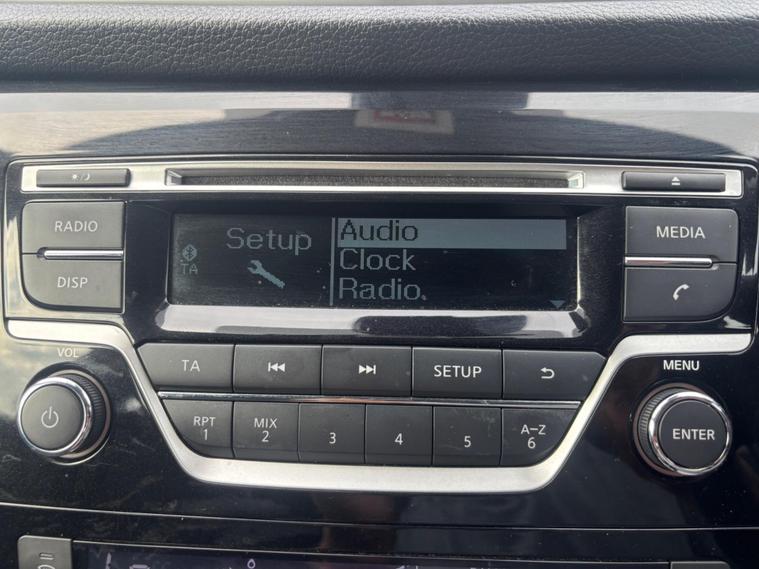 RADIO
DISP
TA
Setup
Audio
Clock
Radio
MEDIA
VOL
TA
SETUP
MENU
RPT
1
MIX
2
3
4
5
A-Z
6
ENTER